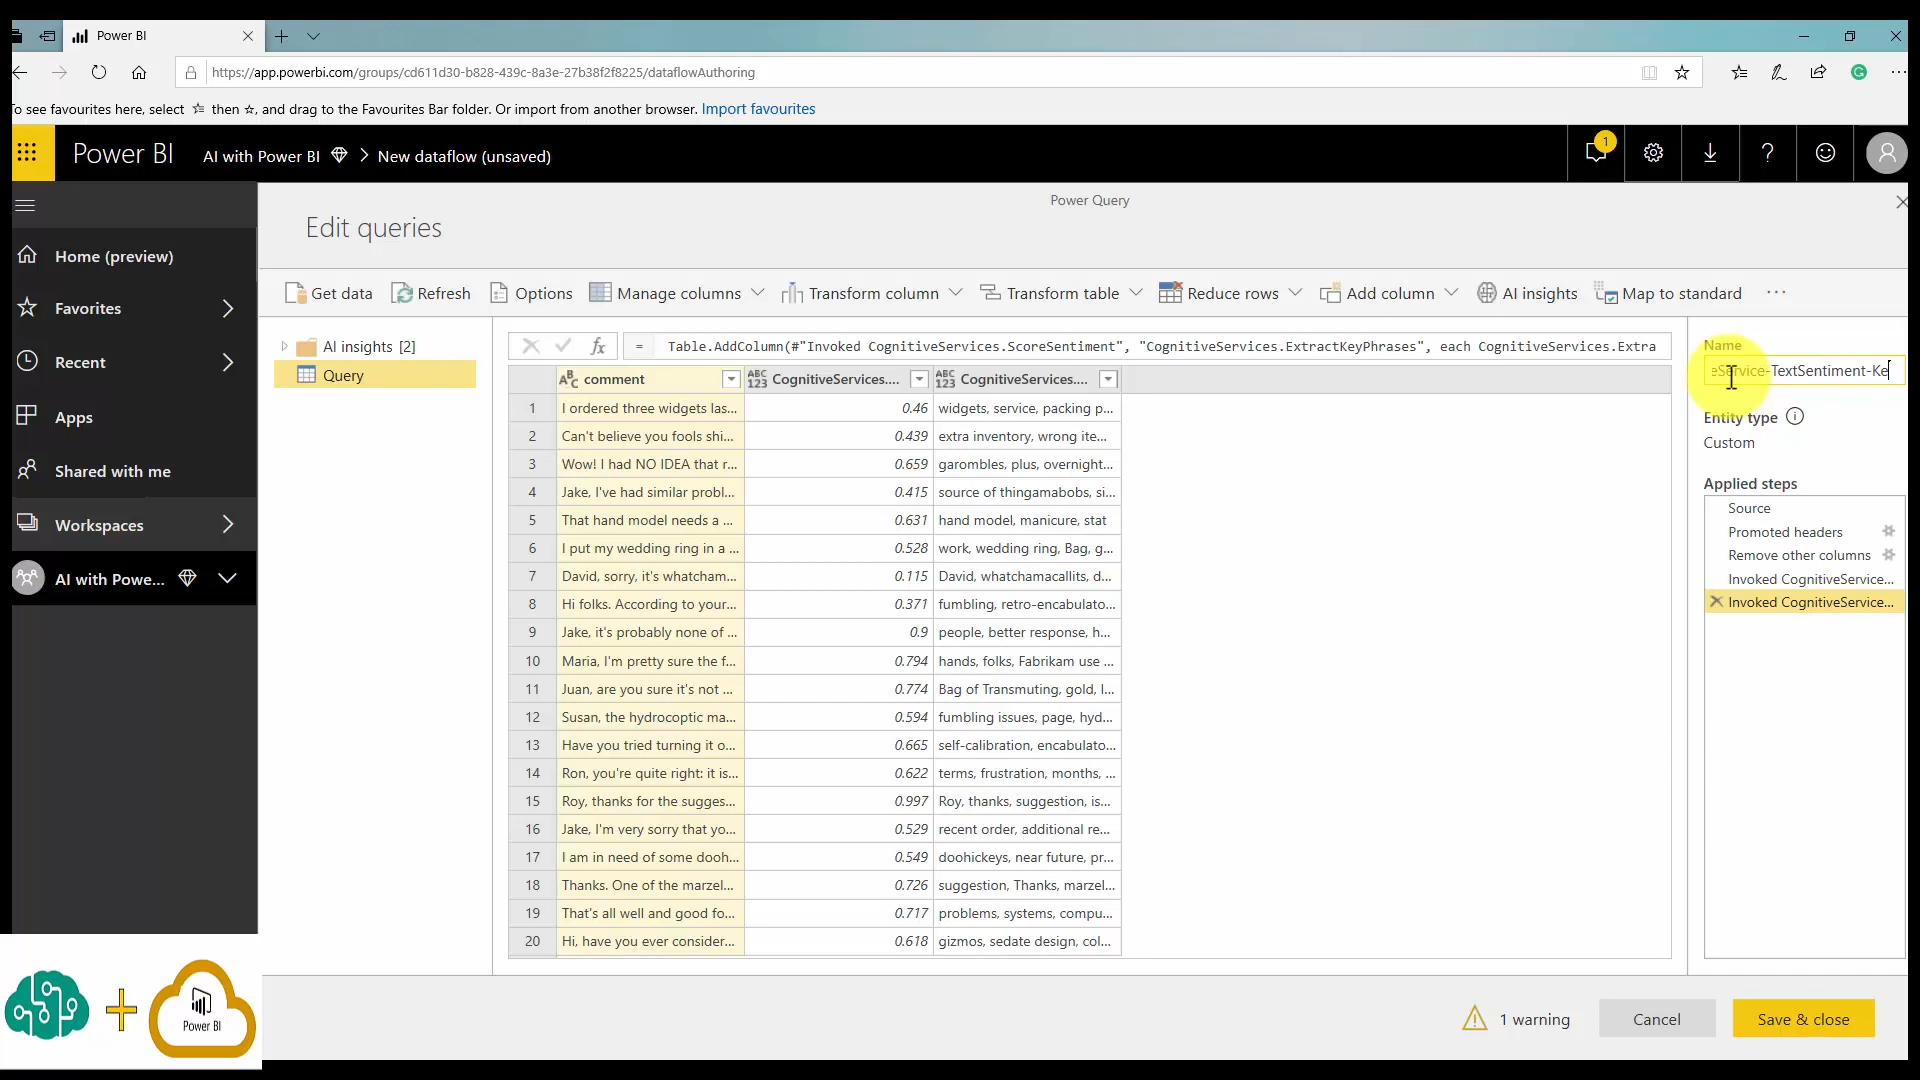 Power BI
https://app.powerbi.com/groups/cd611d30-b828-439c-8a3e-27b38f2f8225/dataflowAuthoring
o see favourites here, select then ☆, and drag to the Favourites Bar folder. Or import from another browser. Import favourites
Power BI AI with Power BI > New dataflow (unsaved) 1
Power Query
Edit queries
Home (preview)
Favorites
Recent
Apps
Shared with me
Workspaces
AI with Powe...
Get data Refresh Options Manage columns Transform column Transform table Reduce rows Add column AI insights Map to standard ...
AI insights [2]
Query
fx = Table.AddColumn(#"Invoked CognitiveServices.ScoreSentiment", "CognitiveServices.ExtractKeyPhrases", each CognitiveServices.Extra
ABC comment ABC 123 CognitiveServices.... ABC 123 CognitiveServices....
1 I ordered three widgets las... 0.46 widgets, service, packing p...
2 Can't believe you fools shi... 0.439 extra inventory, wrong ite...
3 Wow! I had NO IDEA that r... 0.659 garombles, plus, overnight...
4 Jake, I've had similar probl... 0.415 source of thingamabobs, si...
5 That hand model needs a ... 0.631 hand model, manicure, stat
6 I put my wedding ring in a ... 0.528 work, wedding ring, Bag, g...
7 David, sorry, it's whatcham... 0.115 David, whatchamacallits, d...
8 Hi folks. According to your... 0.371 fumbling, retro-encabulato...
9 Jake, it's probably none of ... 0.9 people, better response, h...
10 Maria, I'm pretty sure the f... 0.794 hands, folks, Fabrikam use ...
11 Juan, are you sure it's not ... 0.774 Bag of Transmuting, gold, l...
12 Susan, the hydrocoptic ma... 0.594 fumbling issues, page, hyd...
13 Have you tried turning it o... 0.665 self-calibration, encabulato...
14 Ron, you're quite right: it is... 0.622 terms, frustration, months, ...
15 Roy, thanks for the sugges... 0.997 Roy, thanks, suggestion, is...
16 Jake, I'm very sorry that yo... 0.529 recent order, additional re...
17 I am in need of some dooh... 0.549 doohickeys, near future, pr...
18 Thanks. One of the marzel... 0.726 suggestion, Thanks, marzel...
19 That's all well and good fo... 0.717 problems, systems, compu...
20 Hi, have you ever consider... 0.618 gizmos, sedate design, col...
Name
eService-TextSentiment-Ke
Entity type
Custom
Applied steps
Source
Promoted headers
Remove other columns
Invoked CognitiveService...
Invoked CognitiveService...
1 warning Cancel Save & close
Power BI